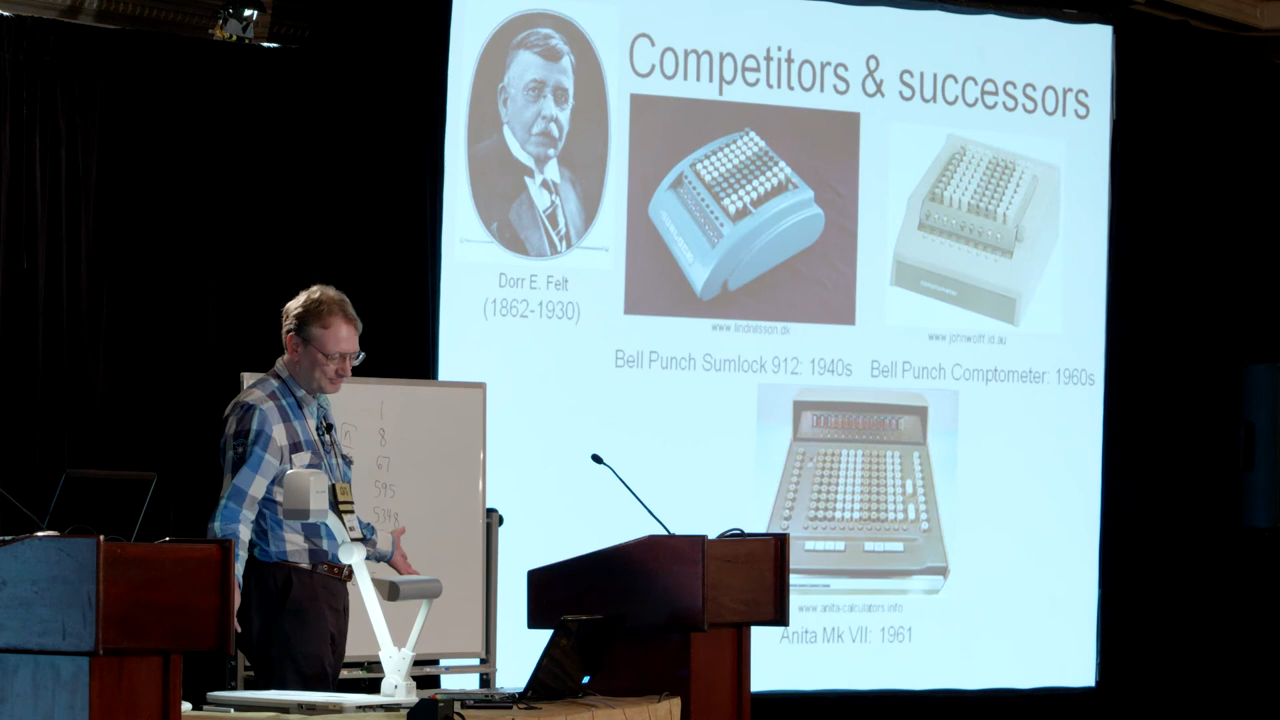 Competitors & successors
Dorr E. Felt
(1862-1930)
www.lindnilsson.dk
www.johnwolff.id.au
Bell Punch Sumlock 912: 1940s
Bell Punch Comptometer: 1960s
comptometer
www.anita-calculators.info
Anita Mk VII: 1961
1
n 8
67
595
5348